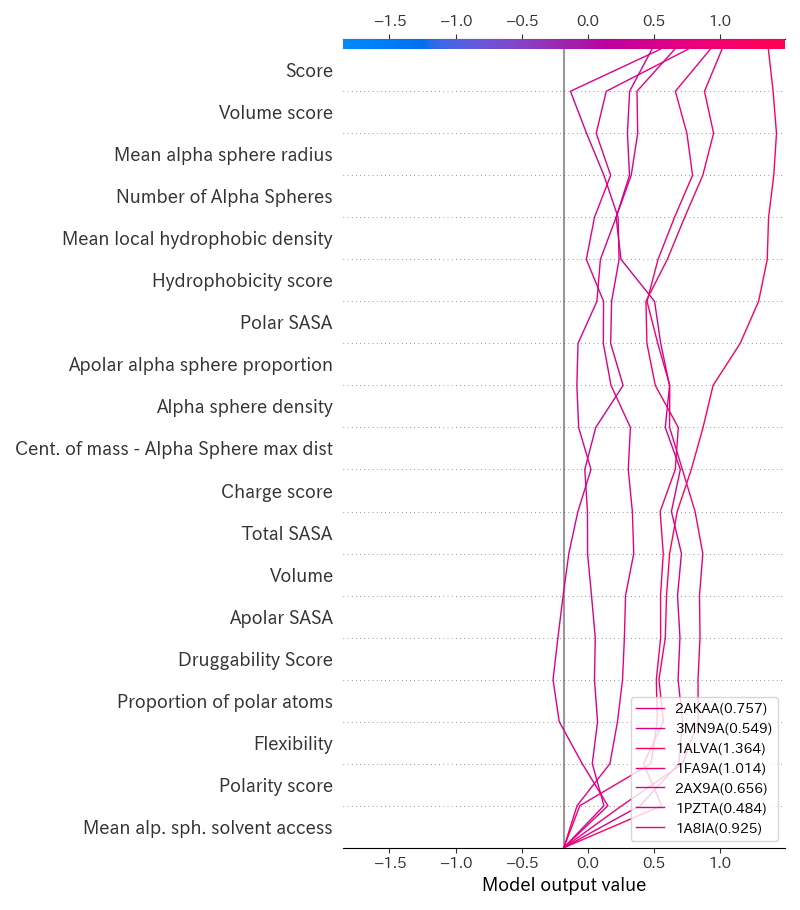 −1.5 −1.0 −0.5 0.0 0.5 1.0
Score
Volume score
Mean alpha sphere radius
Number of Alpha Spheres
Mean local hydrophobic density
Hydrophobicity score
Polar SASA
Apolar alpha sphere proportion
Alpha sphere density
Cent. of mass - Alpha Sphere max dist
Charge score
Total SASA
Volume
Apolar SASA
Druggability Score
Proportion of polar atoms
Flexibility
Polarity score
Mean alp. sph. solvent access
2AKAA(0.757)
3MN9A(0.549)
1ALVA(1.364)
1FA9A(1.014)
2AX9A(0.656)
1PZTA(0.484)
1A8IA(0.925)
−1.5 −1.0 −0.5 0.0 0.5 1.0
Model output value